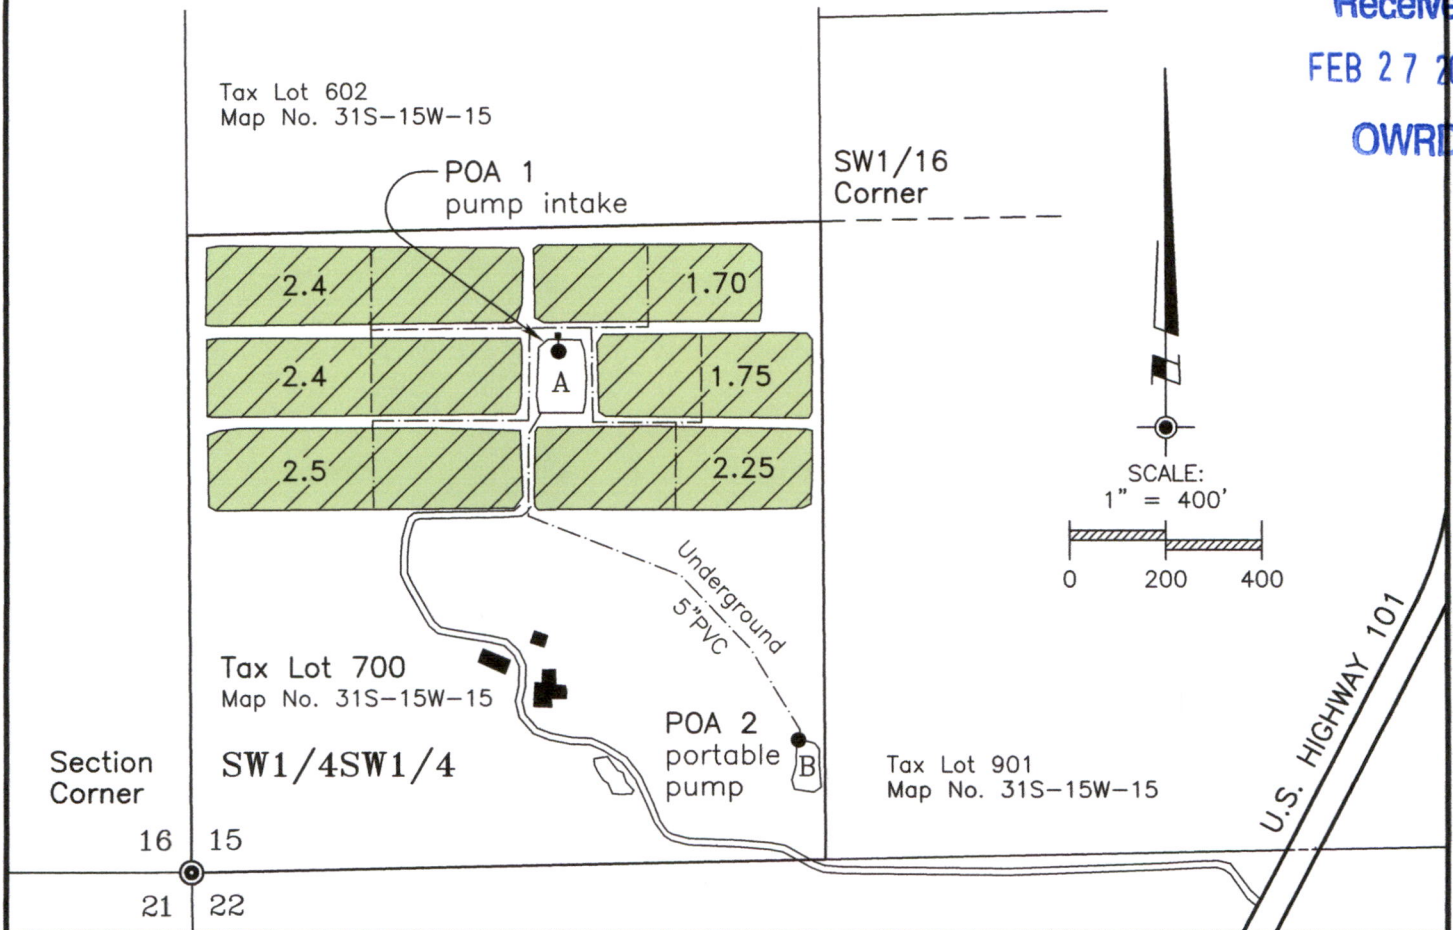 Tax Lot 602
Map No. 31S-15W-15
FEB 27
POA 1
pump intake
SW1/16
Corner
2.4
1.70
2.4
A
1.75
2.5
2.25
SCALE:
1" = 400'
0 200 400
Underground
5"PVC
Tax Lot 700
Map No. 31S-15W-15
SW1/4SW1/4
POA 2
portable
pump
B
Section
Corner
Tax Lot 901
Map No. 31S-15W-15
U.S. HIGHWAY 101
16 15
21 22